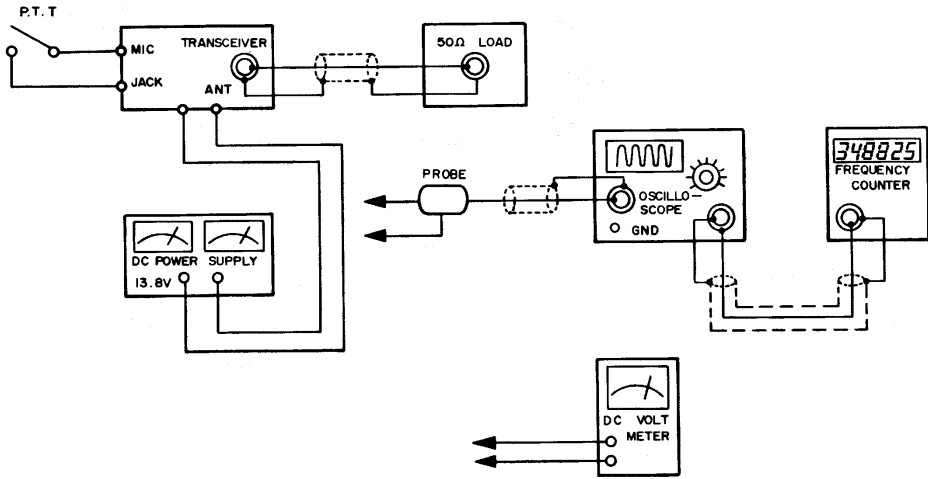 P.T.T
MIC
JACK
TRANSCEIVER
ANT
50Ω LOAD
PROBE
OSCILLO-
SCOPE
GND
348825
FREQUENCY
COUNTER
DC POWER SUPPLY
13.8V
DC VOLT
METER